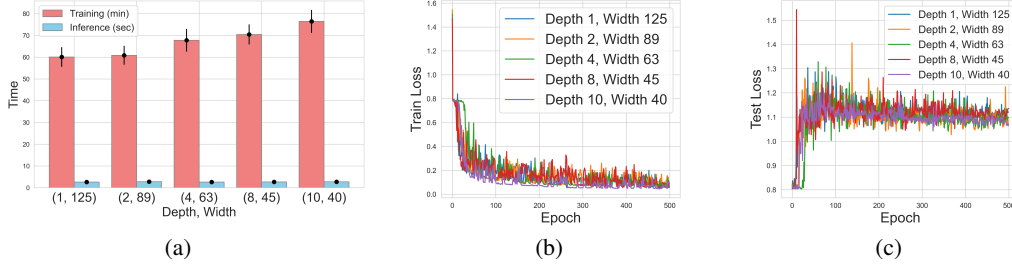 Training (min)
Inference (sec)
80
70
60
50
40
30
20
10
0
Time
(1, 125)
(2, 89)
(4, 63)
(8, 45)
(10, 40)
Depth, Width
(a)
1.6
1.4
1.2
1.0
0.8
0.6
0.4
0.2
0.0
Train Loss
Depth 1, Width 125
Depth 2, Width 89
Depth 4, Width 63
Depth 8, Width 45
Depth 10, Width 40
0
100
200
300
400
500
Epoch
(b)
1.5
1.4
1.3
1.2
1.1
1.0
0.9
0.8
Test Loss
Depth 1, Width 125
Depth 2, Width 89
Depth 4, Width 63
Depth 8, Width 45
Depth 10, Width 40
0
100
200
300
400
500
Epoch
(c)